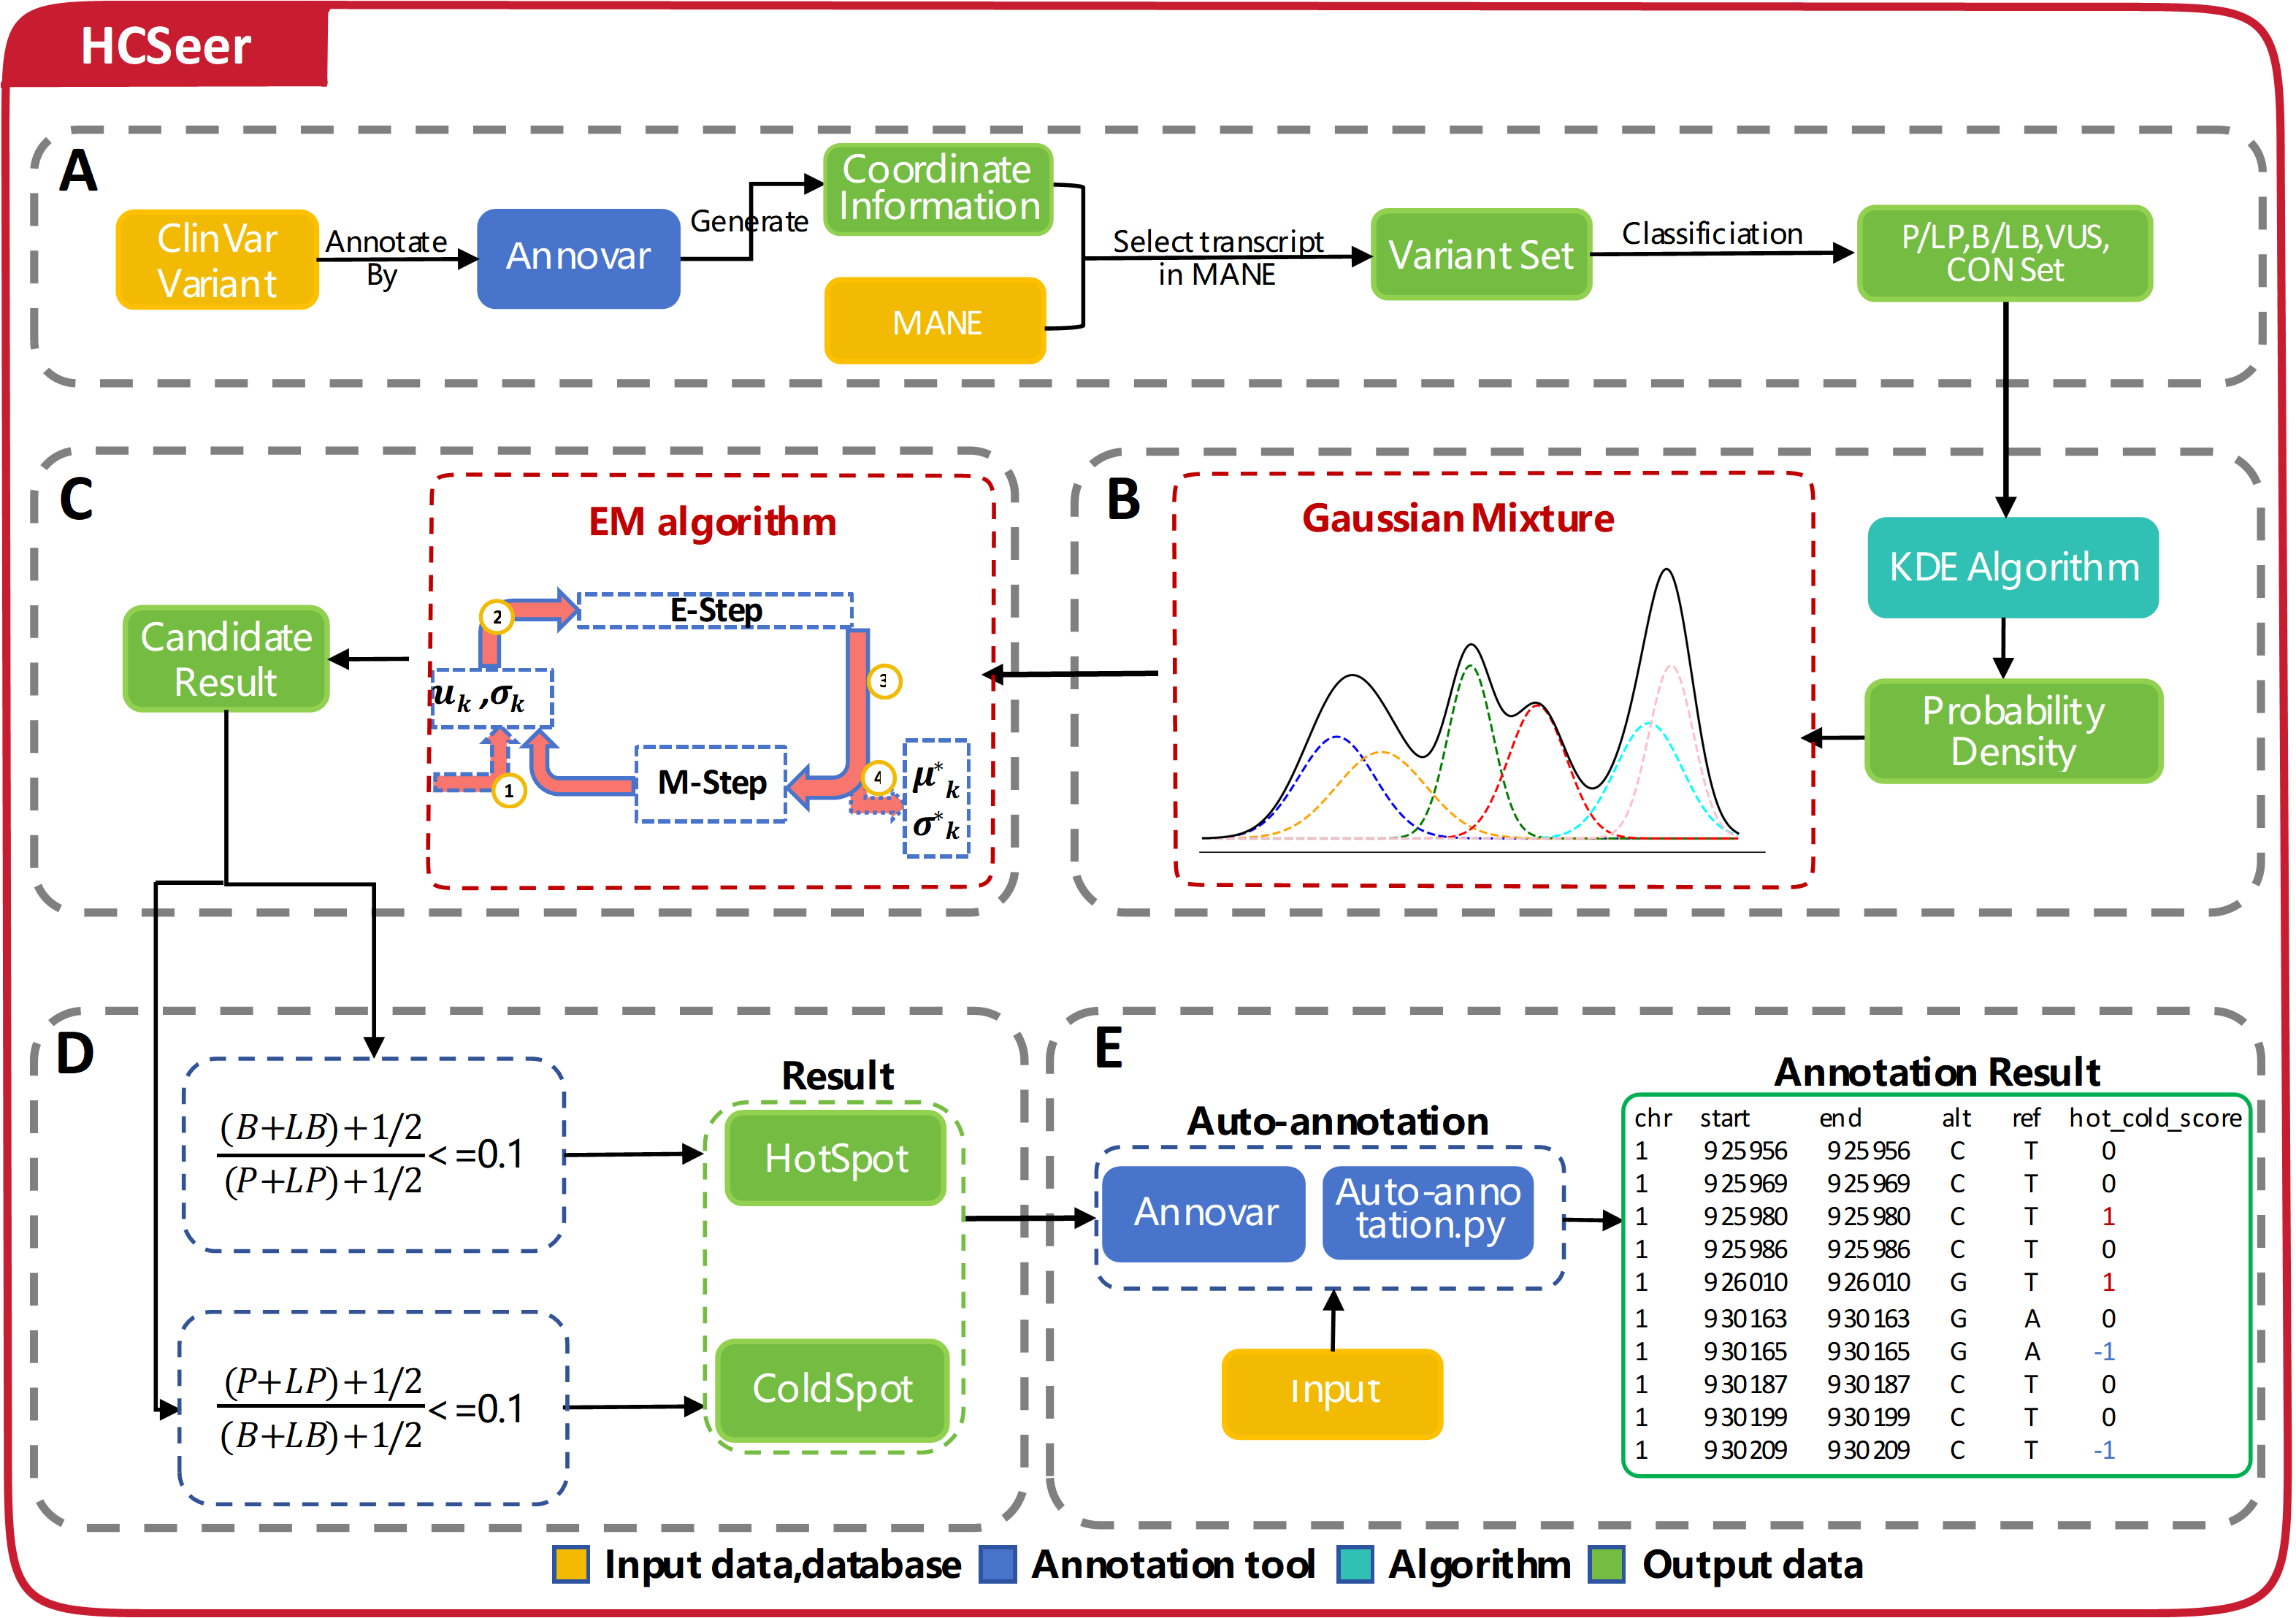 HCSeer
A
ClinVar
Variant
Annotate
By
Annovar
Generate
Coordinate
Information
MANE
Select transcript
in MANE
Variant Set
Classificiation
P/LP,B/LB,VUS,
CON Set
C
EM algorithm
2
E-Step
3
u_k ,σ_k
1
M-Step
4
μ*_k
σ*_k
Candidate
Result
B
Gaussian Mixture
KDE Algorithm
Probability
Density
D
(B+LB)+1/2
(P+LP)+1/2
<=0.1
(P+LP)+1/2
(B+LB)+1/2
<=0.1
Result
HotSpot
ColdSpot
E
Auto-annotation
Annovar
Auto-anno
tation.py
Input
Annotation Result
chr start end alt ref hot_cold_score
1 925956 925956 C T 0
1 925969 925969 C T 0
1 925980 925980 C T 1
1 925986 925986 C T 0
1 926010 926010 G T 1
1 930163 930163 G A 0
1 930165 930165 G A -1
1 930187 930187 C T 0
1 930199 930199 C T 0
1 930209 930209 C T -1
Input data,database Annotation tool Algorithm Output data